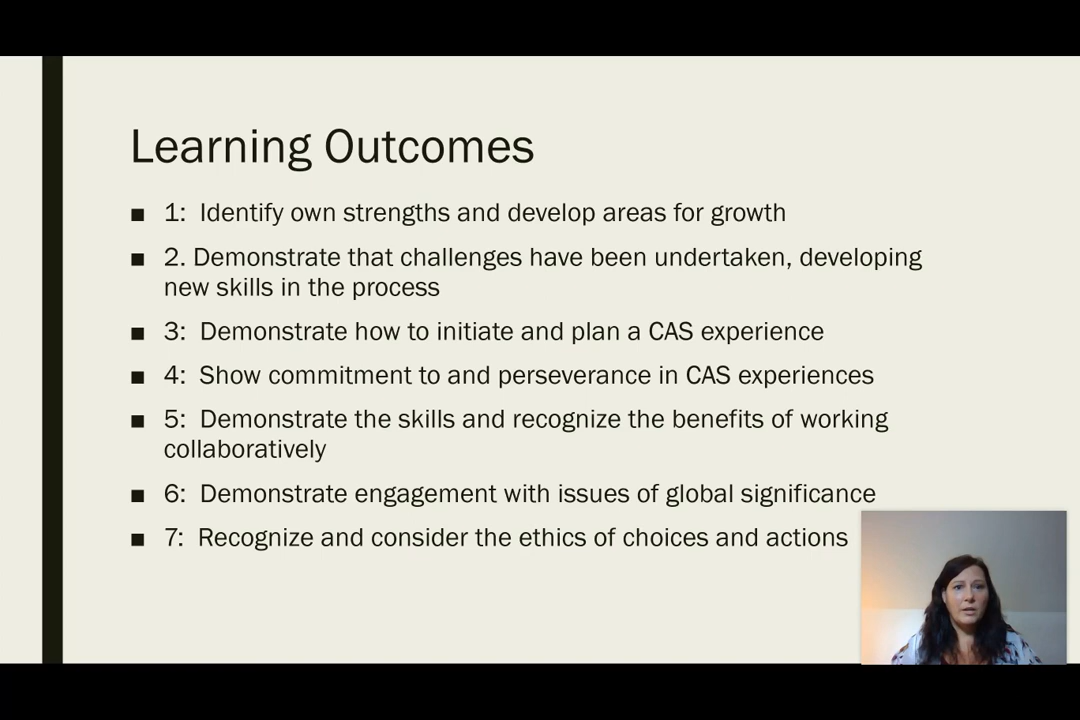 Learning Outcomes
■ 1: Identify own strengths and develop areas for growth
■ 2. Demonstrate that challenges have been undertaken, developing
new skills in the process
■ 3: Demonstrate how to initiate and plan a CAS experience
■ 4: Show commitment to and perseverance in CAS experiences
■ 5: Demonstrate the skills and recognize the benefits of working
collaboratively
■ 6: Demonstrate engagement with issues of global significance
■ 7: Recognize and consider the ethics of choices and actions